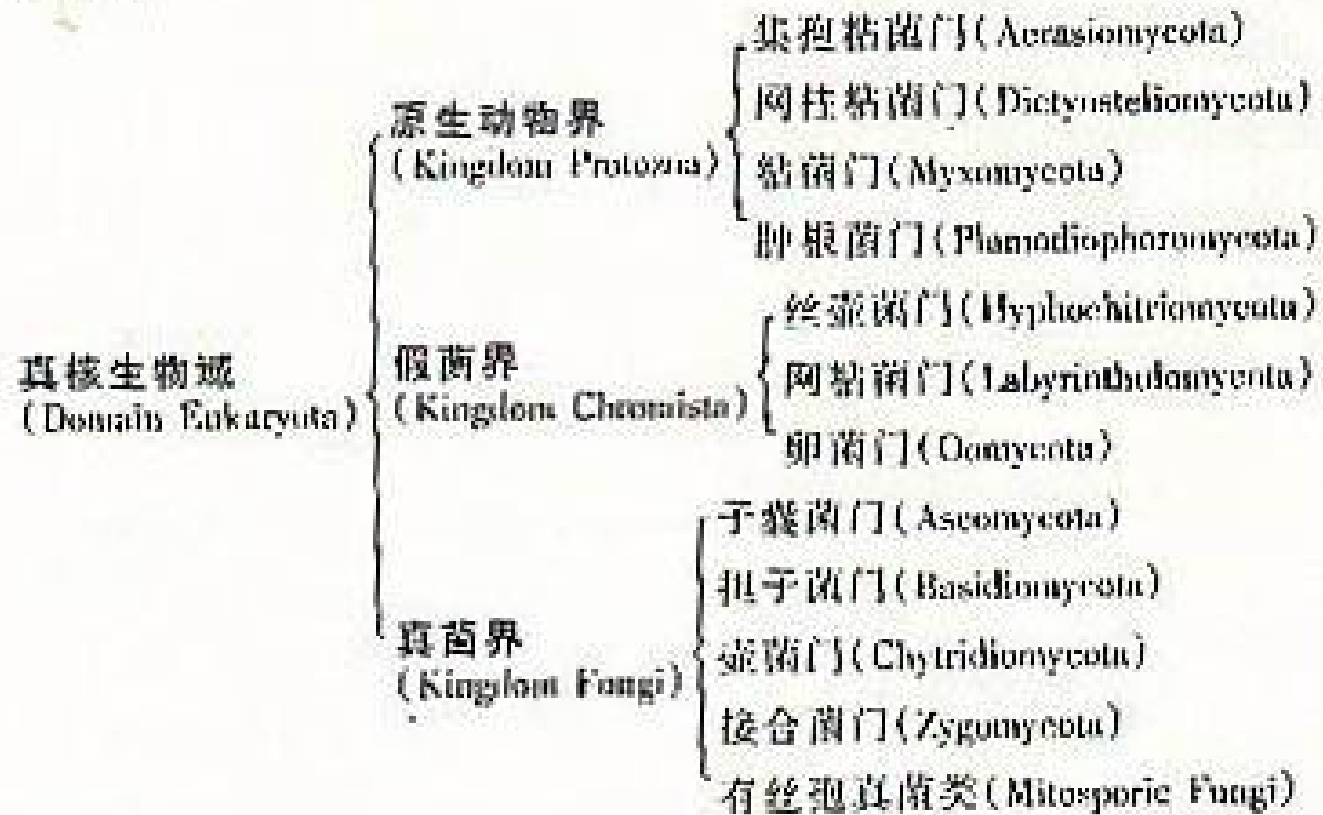 真核生物域
(Domain Eukaryota)
原生动物界
(Kingdom Protozoa)
集孢粘菌门(Acrasiomycota)
网柱粘菌门(Dictyosteliomycota)
粘菌门(Myxomycota)
肿根菌门(Plamodiophoromycota)
假菌界
(Kingdom Chromista)
丝壶菌门(Hyphochitriomycota)
网粘菌门(Labyrinthulomycota)
卵菌门(Oomycota)
真菌界
(Kingdom Fungi)
子囊菌门(Ascomycota)
担子菌门(Basidiomycota)
壶菌门(Chytridiomycota)
接合菌门(Zygomycota)
有丝孢真菌类(Mitosporic Fungi)